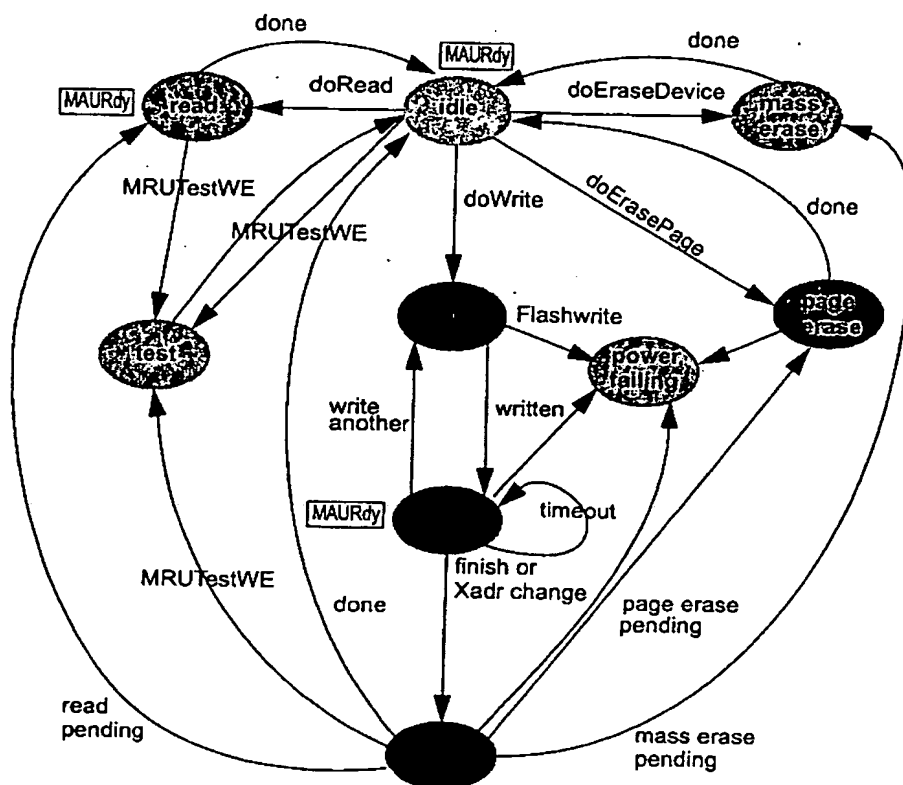 done
MAURdy
done
MAURdy
read
doRead
idle
doEraseDevice
mass
erase
MRUTestWE
MRUTestWE
doWrite
doErasePage
done
test
Flashwrite
power
failing
page
erase
write
another
written
MAURdy
timeout
MRUTestWE
done
finish or
Xadr change
page erase
pending
read
pending
mass erase
pending